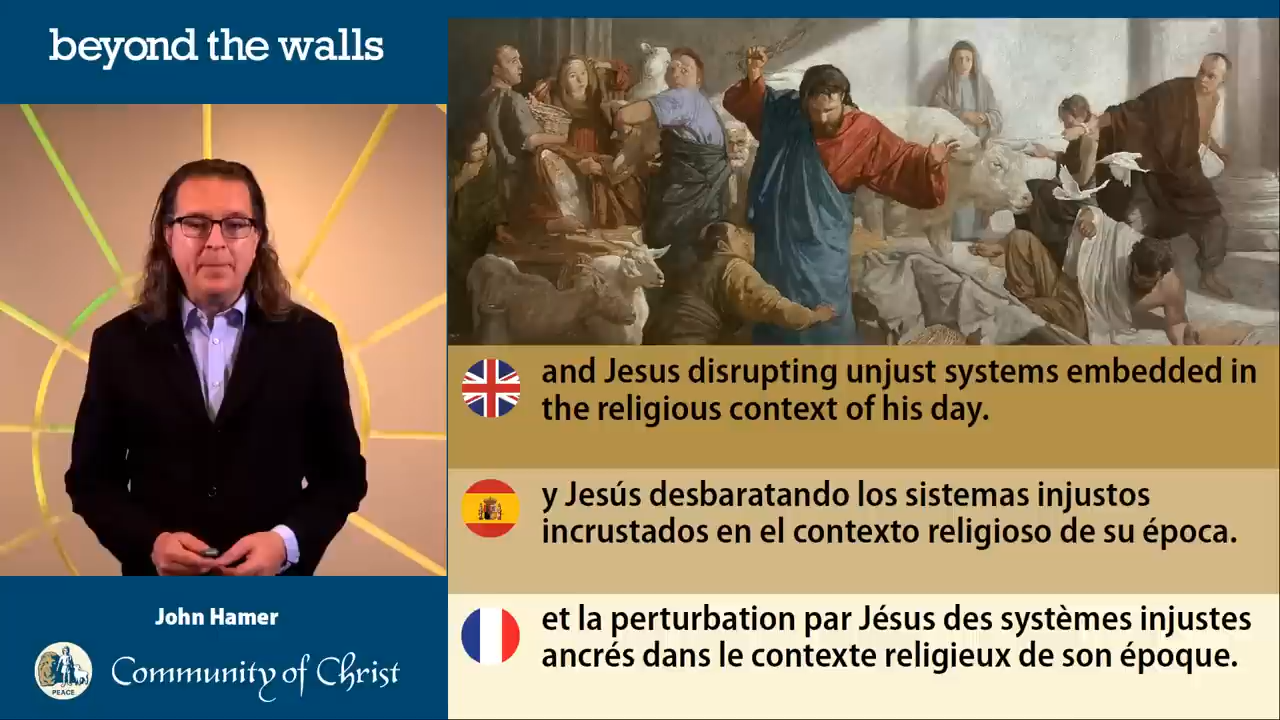 beyond the walls
and Jesus disrupting unjust systems embedded in
the religious context of his day.
y Jesús desbaratando los sistemas injustos
incrustados en el contexto religioso de su época.
et la perturbation par Jésus des systèmes injustes
ancrés dans le contexte religieux de son époque.
John Hamer
PEACE
Community of Christ